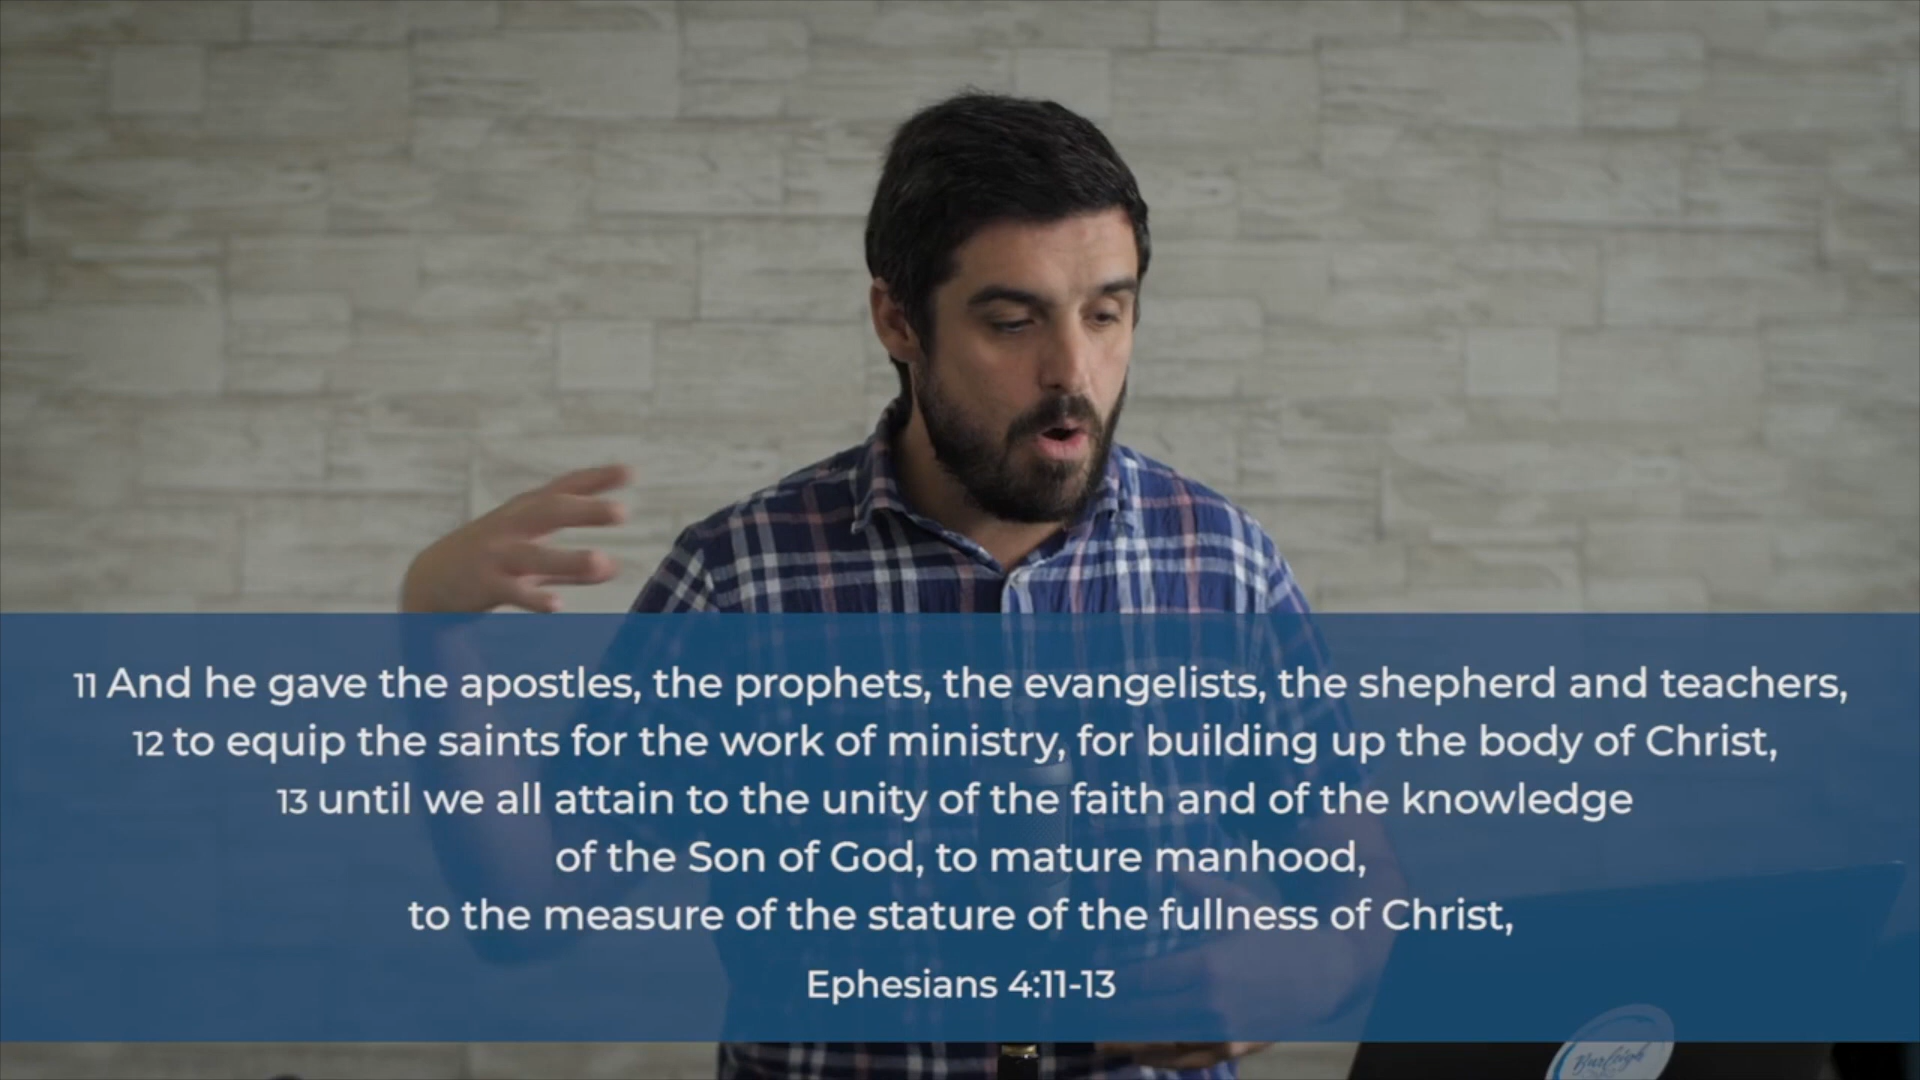 11 And he gave the apostles, the prophets, the evangelists, the shepherd and teachers,
12 to equip the saints for the work of ministry, for building up the body of Christ,
13 until we all attain to the unity of the faith and of the knowledge
of the Son of God, to mature manhood,
to the measure of the stature of the fullness of Christ,
Ephesians 4:11-13
Burleigh